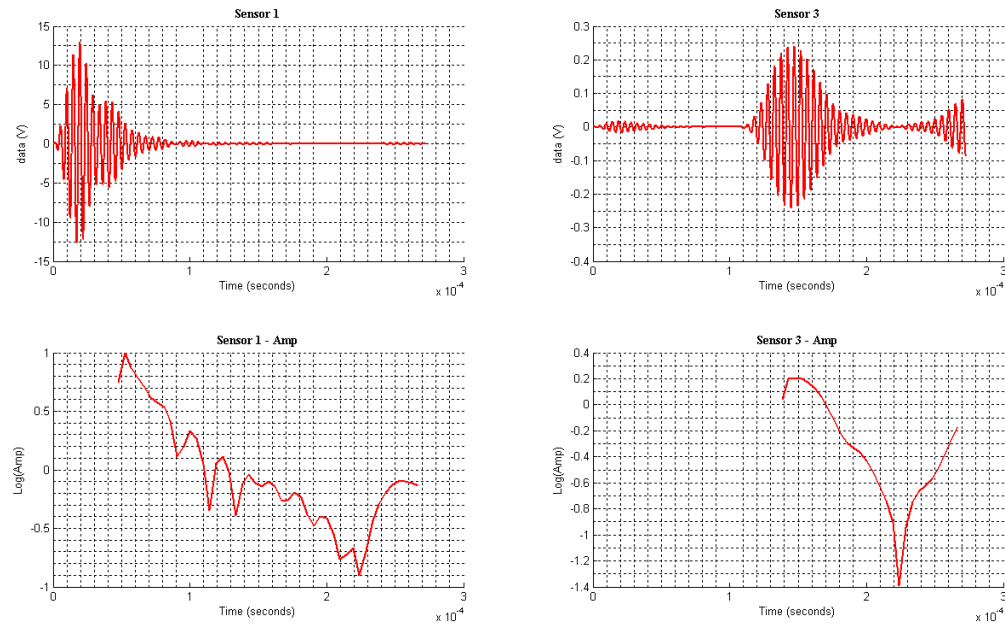 Sensor 1
15
10
5
0
-5
-10
-15
data (V)
0
1
2
3
Time (seconds)
x 10-4
Sensor 3
0.3
0.2
0.1
0
-0.1
-0.2
-0.3
-0.4
data (V)
0
1
2
3
Time (seconds)
x 10-4
Sensor 1 - Amp
1
0.5
0
-0.5
-1
Log(Amp)
0
1
2
3
Time (seconds)
x 10-4
Sensor 3 - Amp
0.4
0.2
0
-0.2
-0.4
-0.6
-0.8
-1
-1.2
-1.4
Log(Amp)
0
1
2
3
Time (seconds)
x 10-4